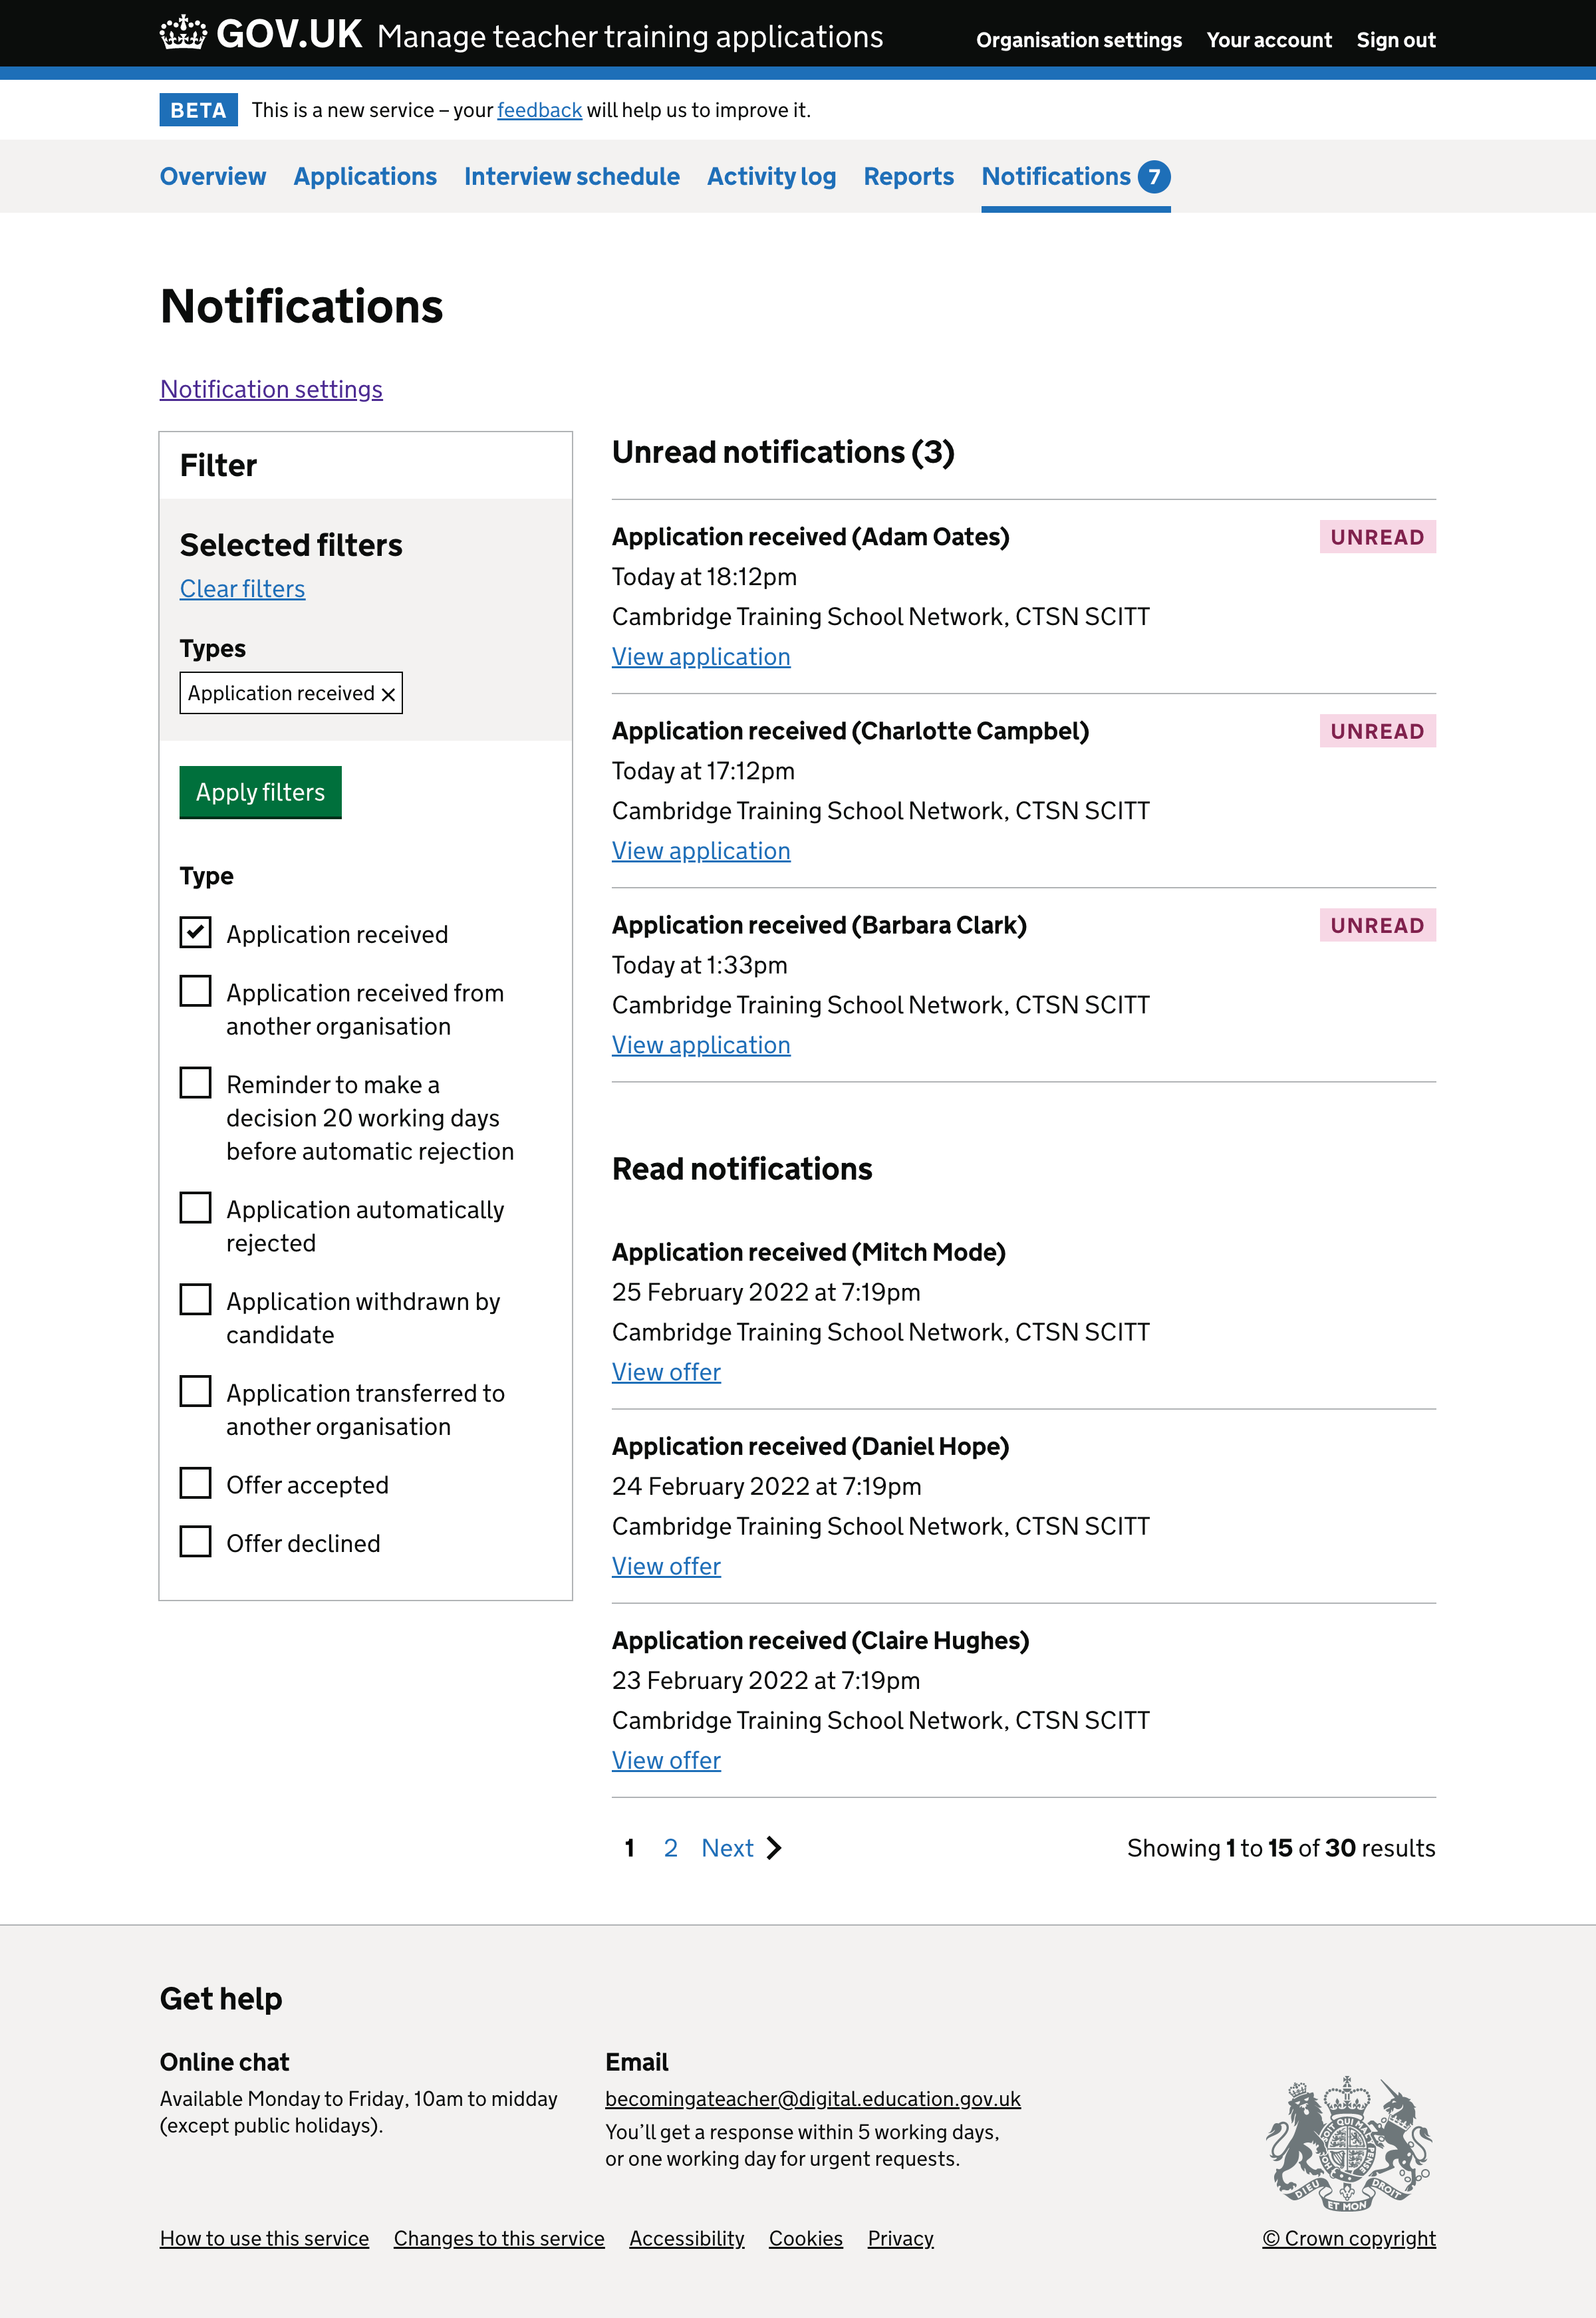 GOV.UK Manage teacher training applications
Organisation settings Your account Sign out
BETA This is a new service – your feedback will help us to improve it.
Overview Applications Interview schedule Activity log Reports Notifications 7
Notifications
Notification settings
Filter
Selected filters
Clear filters
Types
Application received
Apply filters
Type
Application received
Application received from
another organisation
Reminder to make a
decision 20 working days
before automatic rejection
Application automatically
rejected
Application withdrawn by
candidate
Application transferred to
another organisation
Offer accepted
Offer declined
Unread notifications (3)
Application received (Adam Oates) UNREAD
Today at 18:12pm
Cambridge Training School Network, CTSN SCITT
View application
Application received (Charlotte Campbel) UNREAD
Today at 17:12pm
Cambridge Training School Network, CTSN SCITT
View application
Application received (Barbara Clark) UNREAD
Today at 1:33pm
Cambridge Training School Network, CTSN SCITT
View application
Read notifications
Application received (Mitch Mode)
25 February 2022 at 7:19pm
Cambridge Training School Network, CTSN SCITT
View offer
Application received (Daniel Hope)
24 February 2022 at 7:19pm
Cambridge Training School Network, CTSN SCITT
View offer
Application received (Claire Hughes)
23 February 2022 at 7:19pm
Cambridge Training School Network, CTSN SCITT
View offer
1 2 Next
Showing 1 to 15 of 30 results
Get help
Online chat
Available Monday to Friday, 10am to midday
(except public holidays).
Email
becomingateacher@digital.education.gov.uk
You’ll get a response within 5 working days,
or one working day for urgent requests.
DIEU ET MON DROIT
How to use this service Changes to this service Accessibility Cookies Privacy
© Crown copyright